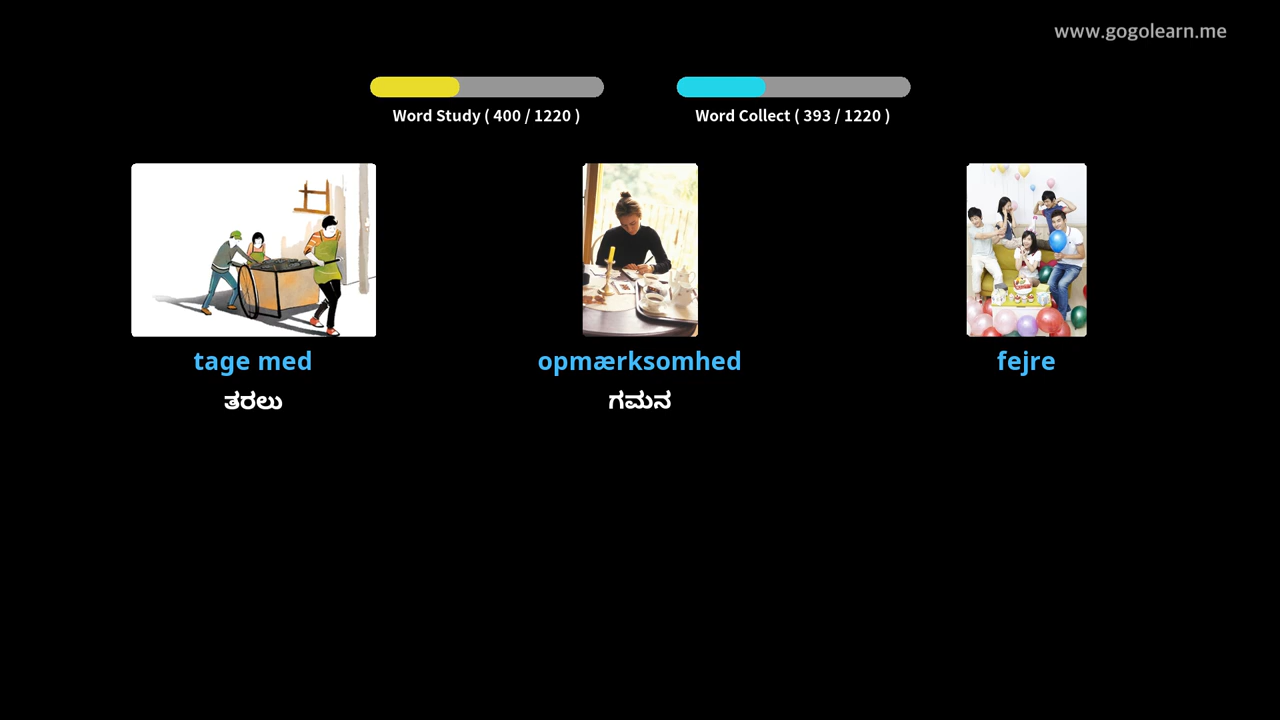 www.gogolearn.me
Word Study ( 400 / 1220 )
Word Collect ( 393 / 1220 )
tage med
opmærksomhed
fejre
ತರಲು
ಗಮನ